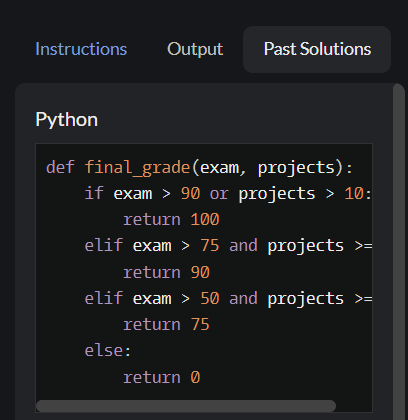 Instructions Output Past Solutions
Python
def final_grade(exam, projects):
    if exam > 90 or projects > 10:
        return 100
    elif exam > 75 and projects >=
        return 90
    elif exam > 50 and projects >=
        return 75
    else:
        return 0